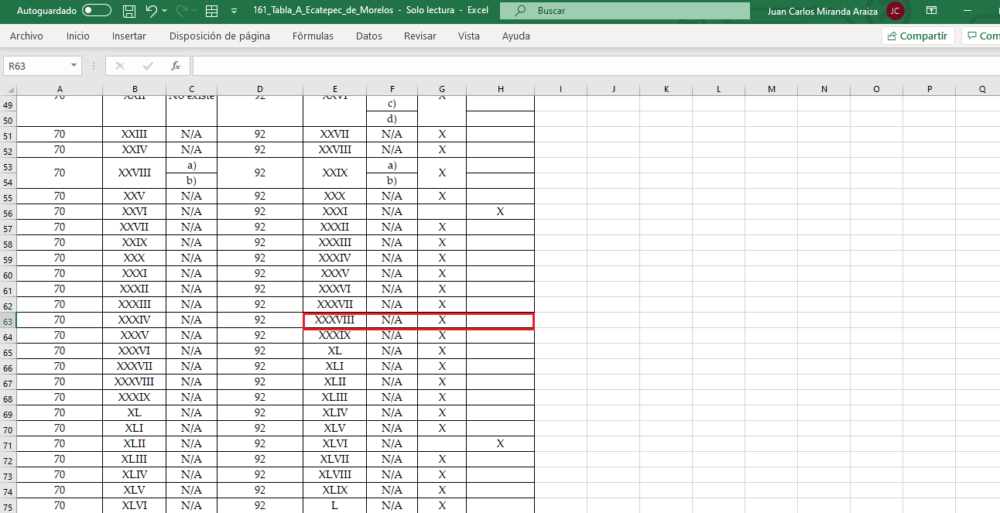 Autoguardado 161_Tabla_A_Ecatepec_de_Morelos - Solo lectura - Excel Buscar Juan Carlos Miranda Araiza JC
Archivo Inicio Insertar Disposición de página Fórmulas Datos Revisar Vista Ayuda Compartir Com
R63 fx
A B C D E F G H I J K L M N O P Q
70 XXII No existe 92 XXVI X
49 c)
50 d)
51 70 XXIII N/A 92 XXVII N/A X
52 70 XXIV N/A 92 XXVIII N/A X
53 a) a)
70 XXVIII 92 XXIX X
54 b) b)
55 70 XXV N/A 92 XXX N/A X
56 70 XXVI N/A 92 XXXI N/A X
57 70 XXVII N/A 92 XXXII N/A X
58 70 XXIX N/A 92 XXXIII N/A X
59 70 XXX N/A 92 XXXIV N/A X
60 70 XXXI N/A 92 XXXV N/A X
61 70 XXXII N/A 92 XXXVI N/A X
62 70 XXXIII N/A 92 XXXVII N/A X
63 70 XXXIV N/A 92 XXXVIII N/A X
64 70 XXXV N/A 92 XXXIX N/A X
65 70 XXXVI N/A 92 XL N/A X
66 70 XXXVII N/A 92 XLI N/A X
67 70 XXXVIII N/A 92 XLII N/A X
68 70 XXXIX N/A 92 XLIII N/A X
69 70 XL N/A 92 XLIV N/A X
70 70 XLI N/A 92 XLV N/A X
71 70 XLII N/A 92 XLVI N/A X
72 70 XLIII N/A 92 XLVII N/A X
73 70 XLIV N/A 92 XLVIII N/A X
74 70 XLV N/A 92 XLIX N/A X
75 70 XLVI N/A 92 L N/A X